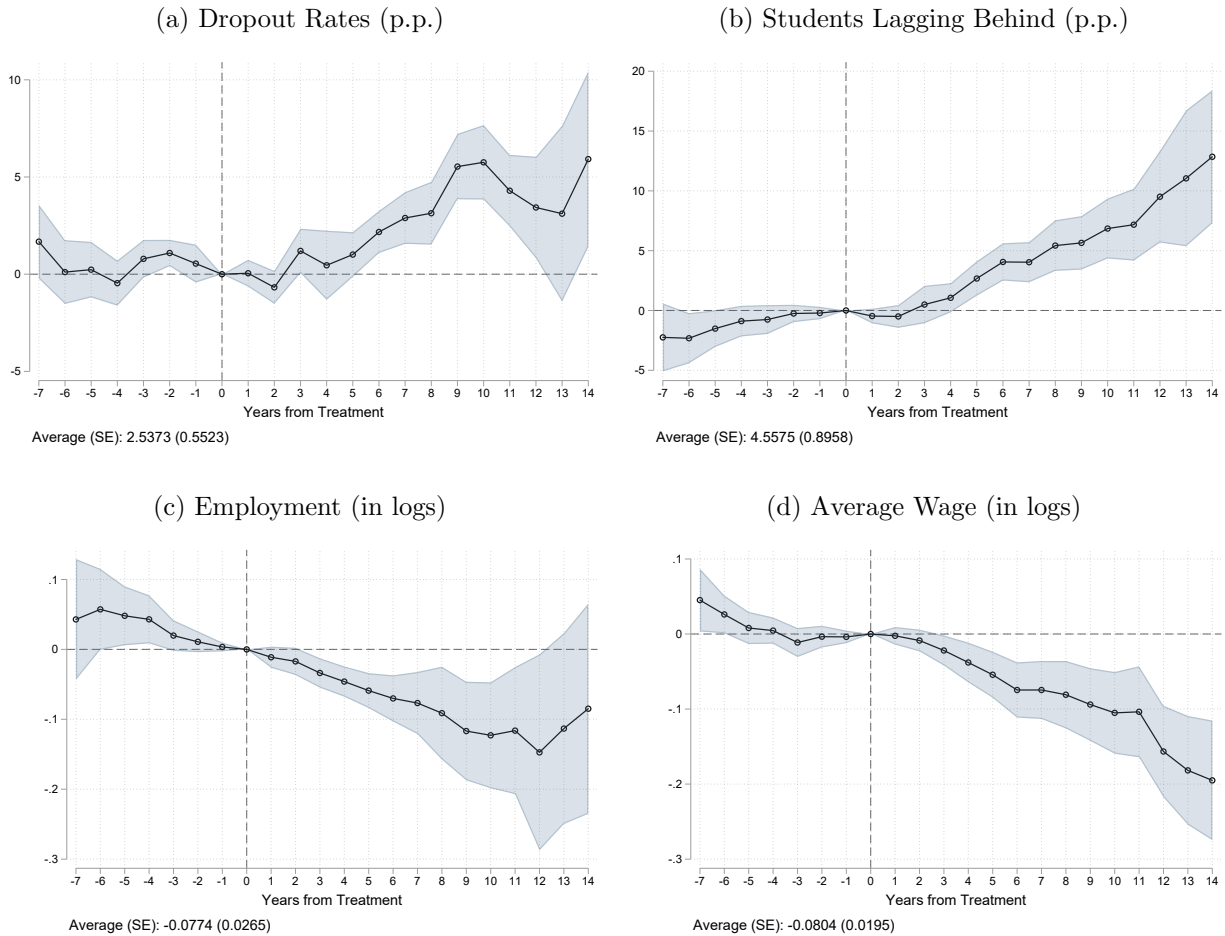 (a) Dropout Rates (p.p.)
10
5
0
-5
-7 -6 -5 -4 -3 -2 -1 0 1 2 3 4 5 6 7 8 9 10 11 12 13 14
Years from Treatment
Average (SE): 2.5373 (0.5523)
(b) Students Lagging Behind (p.p.)
20
15
10
5
0
-5
-7 -6 -5 -4 -3 -2 -1 0 1 2 3 4 5 6 7 8 9 10 11 12 13 14
Years from Treatment
Average (SE): 4.5575 (0.8958)
(c) Employment (in logs)
.1
0
-.1
-.2
-.3
-7 -6 -5 -4 -3 -2 -1 0 1 2 3 4 5 6 7 8 9 10 11 12 13 14
Years from Treatment
Average (SE): -0.0774 (0.0265)
(d) Average Wage (in logs)
.1
0
-.1
-.2
-.3
-7 -6 -5 -4 -3 -2 -1 0 1 2 3 4 5 6 7 8 9 10 11 12 13 14
Years from Treatment
Average (SE): -0.0804 (0.0195)